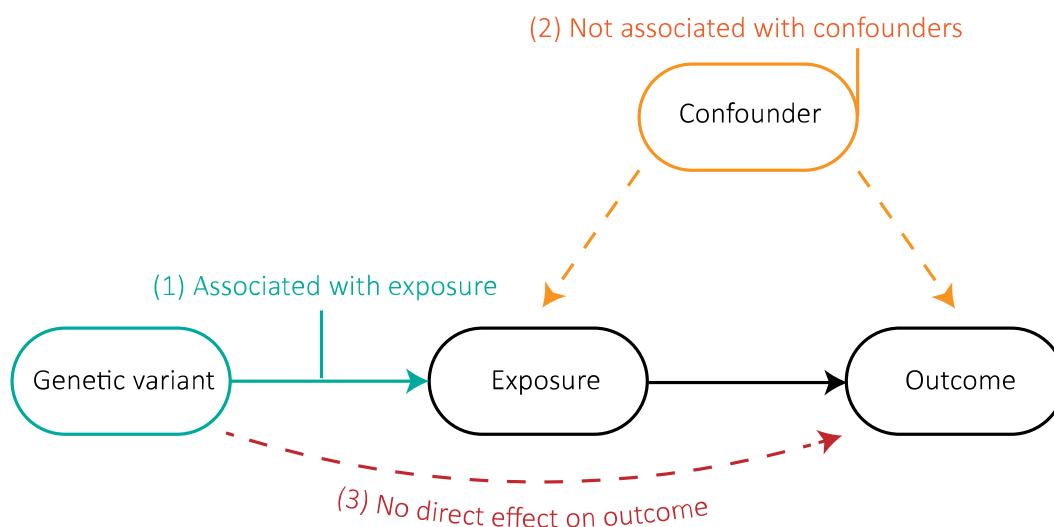 (2) Not associated with confounders
Confounder
(1) Associated with exposure
Genetic variant
Exposure
Outcome
(3) No direct effect on outcome